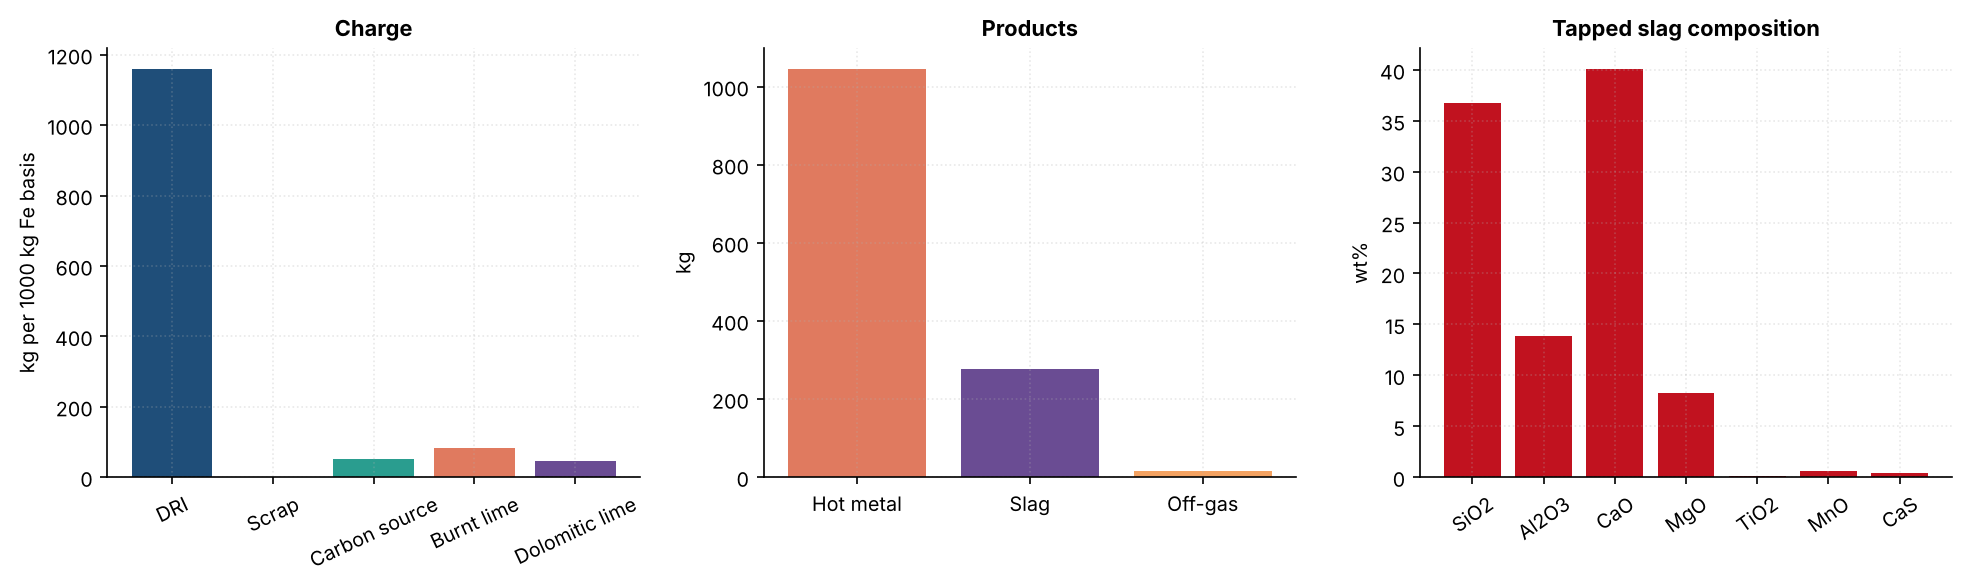 Charge
kg per 1000 kg Fe basis
1200
1000
800
600
400
200
0
DRI
Scrap
Carbon source
Burnt lime
Dolomitic lime
Products
kg
1000
800
600
400
200
0
Hot metal
Slag
Off-gas
Tapped slag composition
wt%
40
35
30
25
20
15
10
5
0
SiO2
Al2O3
CaO
MgO
TiO2
MnO
CaS